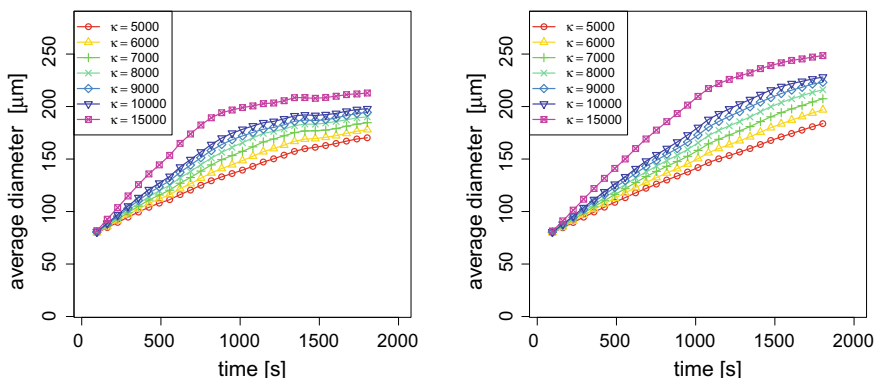 κ = 5000
κ = 6000
κ = 7000
κ = 8000
κ = 9000
κ = 10000
κ = 15000
average diameter [μm]
0
50
100
150
200
250
0 500 1000 1500 2000
time [s]
κ = 5000
κ = 6000
κ = 7000
κ = 8000
κ = 9000
κ = 10000
κ = 15000
average diameter [μm]
0
50
100
150
200
250
0 500 1000 1500 2000
time [s]